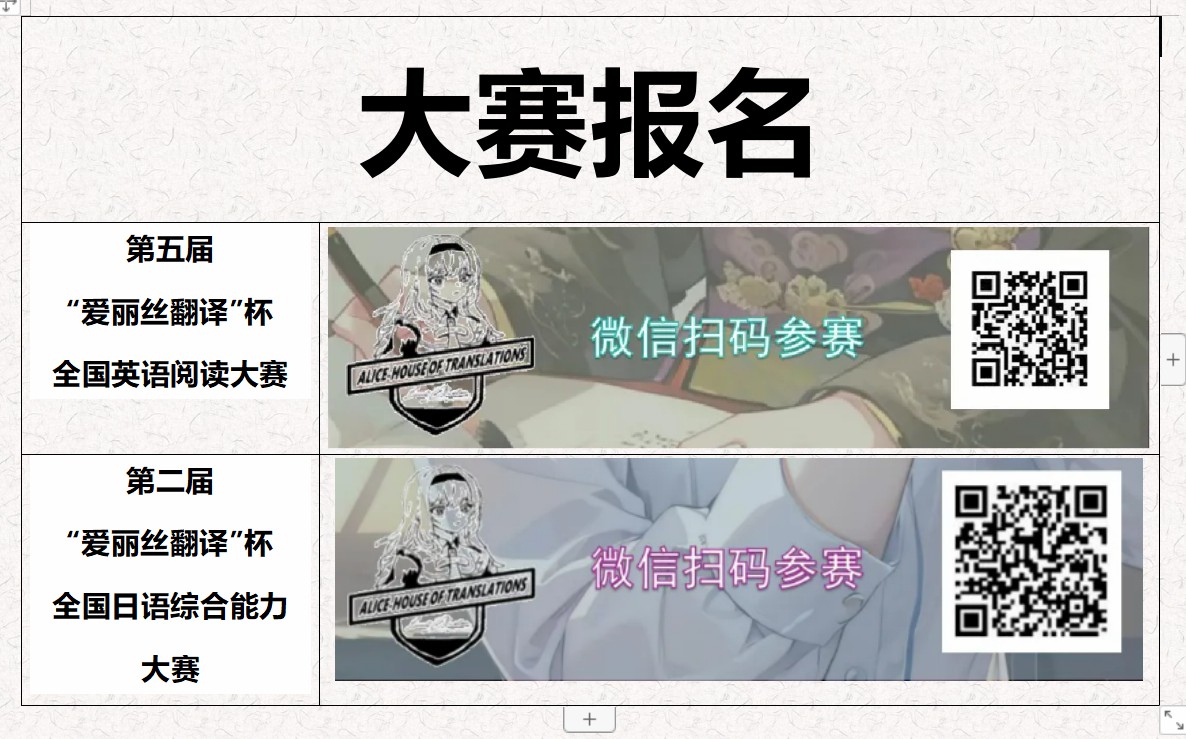 大赛报名
第五届
“爱丽丝翻译”杯
全国英语阅读大赛
ALICE-HOUSE OF TRANSLATIONS
微信扫码参赛
第二届
“爱丽丝翻译”杯
全国日语综合能力
大赛
ALICE-HOUSE OF TRANSLATIONS
微信扫码参赛